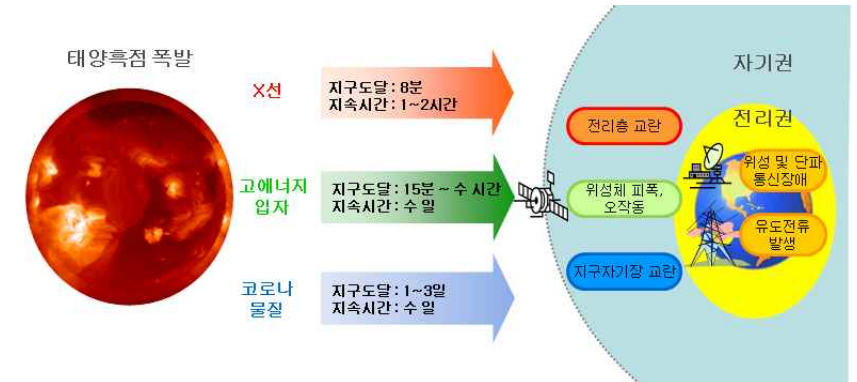 태양흑점 폭발
X선
지구도달 : 8분
지속시간 : 1~2시간
고에너지
입자
지구도달 : 15분 ~ 수 시간
지속시간 : 수 일
코로나
물질
지구도달 : 1~3일
지속시간 : 수 일
자기권
전리권
전리층 교란
위성체 피폭,
오작동
지구자기장 교란
위성 및 단파
통신장애
유도전류
발생